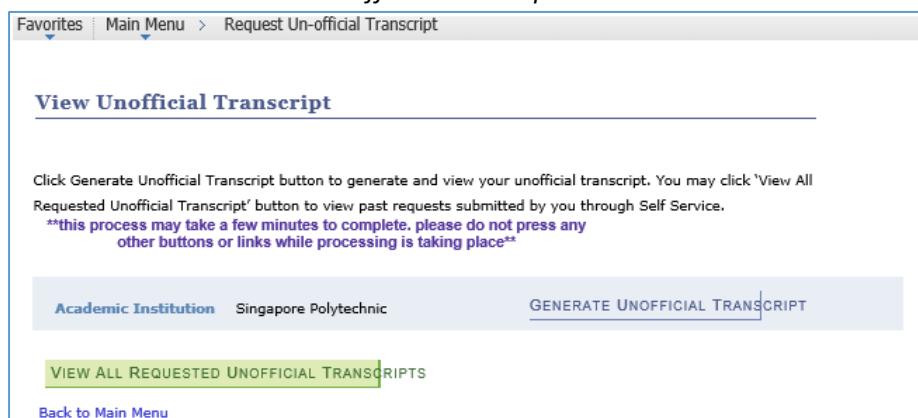 Favorites Main Menu > Request Un-official Transcript
View Unofficial Transcript
Click Generate Unofficial Transcript button to generate and view your unofficial transcript. You may click ‘View All
Requested Unofficial Transcript’ button to view past requests submitted by you through Self Service.
**this process may take a few minutes to complete. please do not press any
other buttons or links while processing is taking place**
Academic Institution Singapore Polytechnic GENERATE UNOFFICIAL TRANSCRIPT
VIEW ALL REQUESTED UNOFFICIAL TRANSCRIPTS
Back to Main Menu